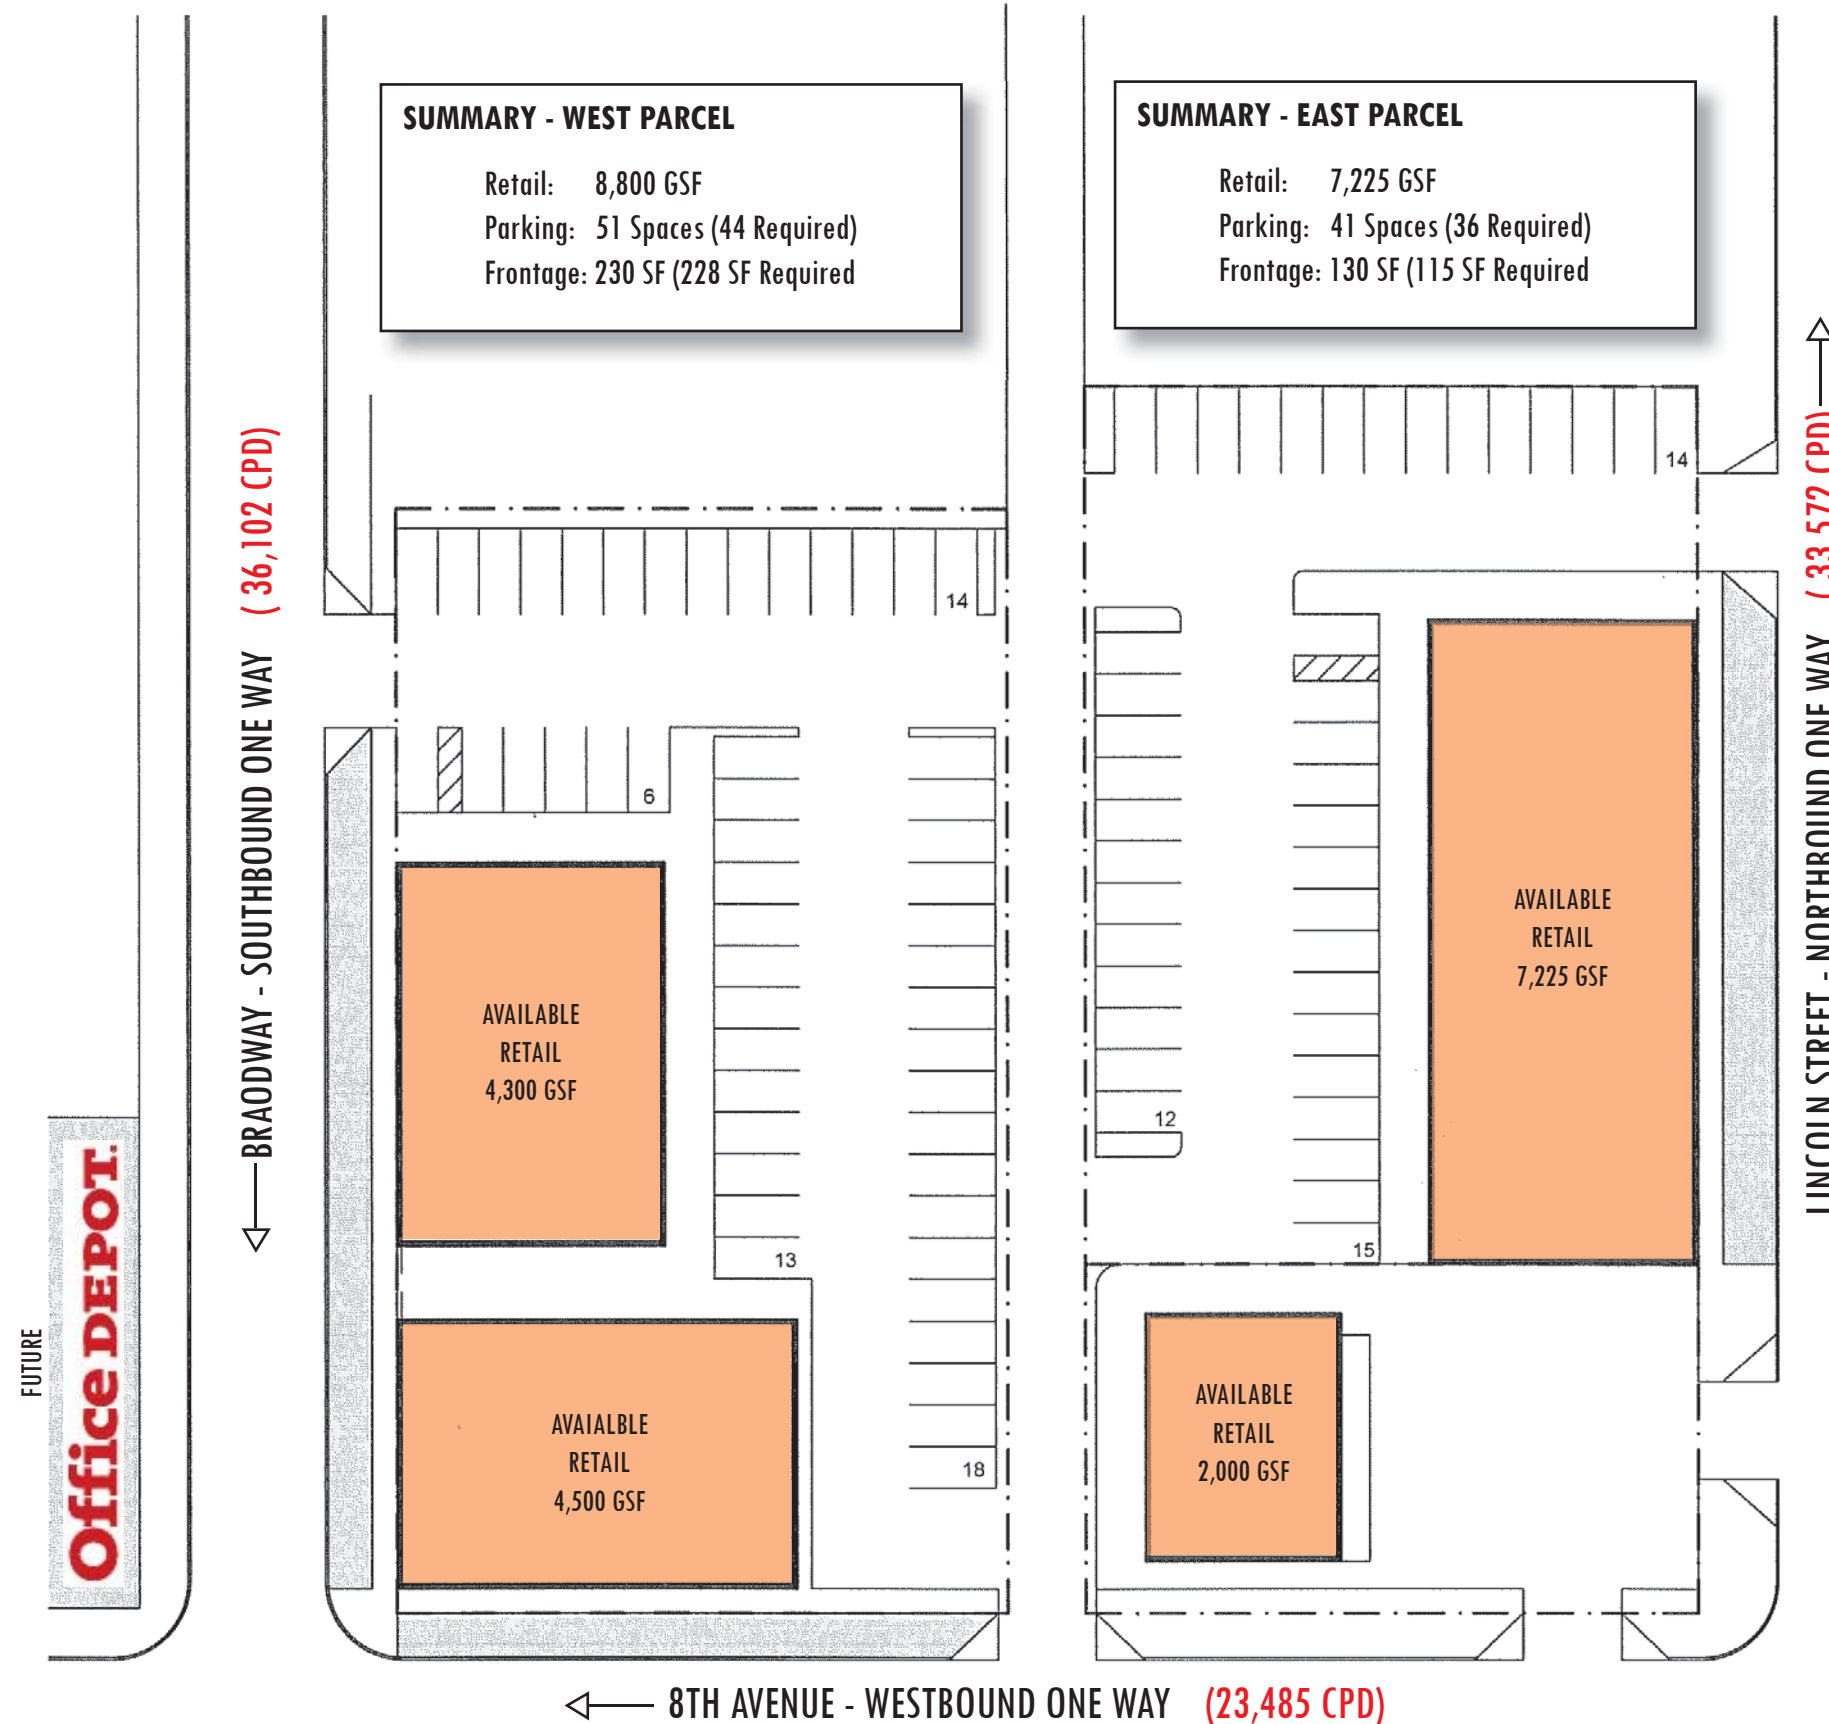 SUMMARY - WEST PARCEL
Retail: 8,800 GSF
Parking: 51 Spaces (44 Required)
Frontage: 230 SF (228 SF Required
SUMMARY - EAST PARCEL
Retail: 7,225 GSF
Parking: 41 Spaces (36 Required)
Frontage: 130 SF (115 SF Required
14
14
6
13
18
12
15
BRAODWAY - SOUTHBOUND ONE WAY (36,102 CPD)
LINCOLN STREET - NORTHBOUND ONE WAY (33,572 CPD)
AVAILABLE
RETAIL
4,300 GSF
AVAILABLE
RETAIL
7,225 GSF
AVAIALBLE
RETAIL
4,500 GSF
AVAILABLE
RETAIL
2,000 GSF
FUTURE
Office DEPOT.
8TH AVENUE - WESTBOUND ONE WAY (23,485 CPD)